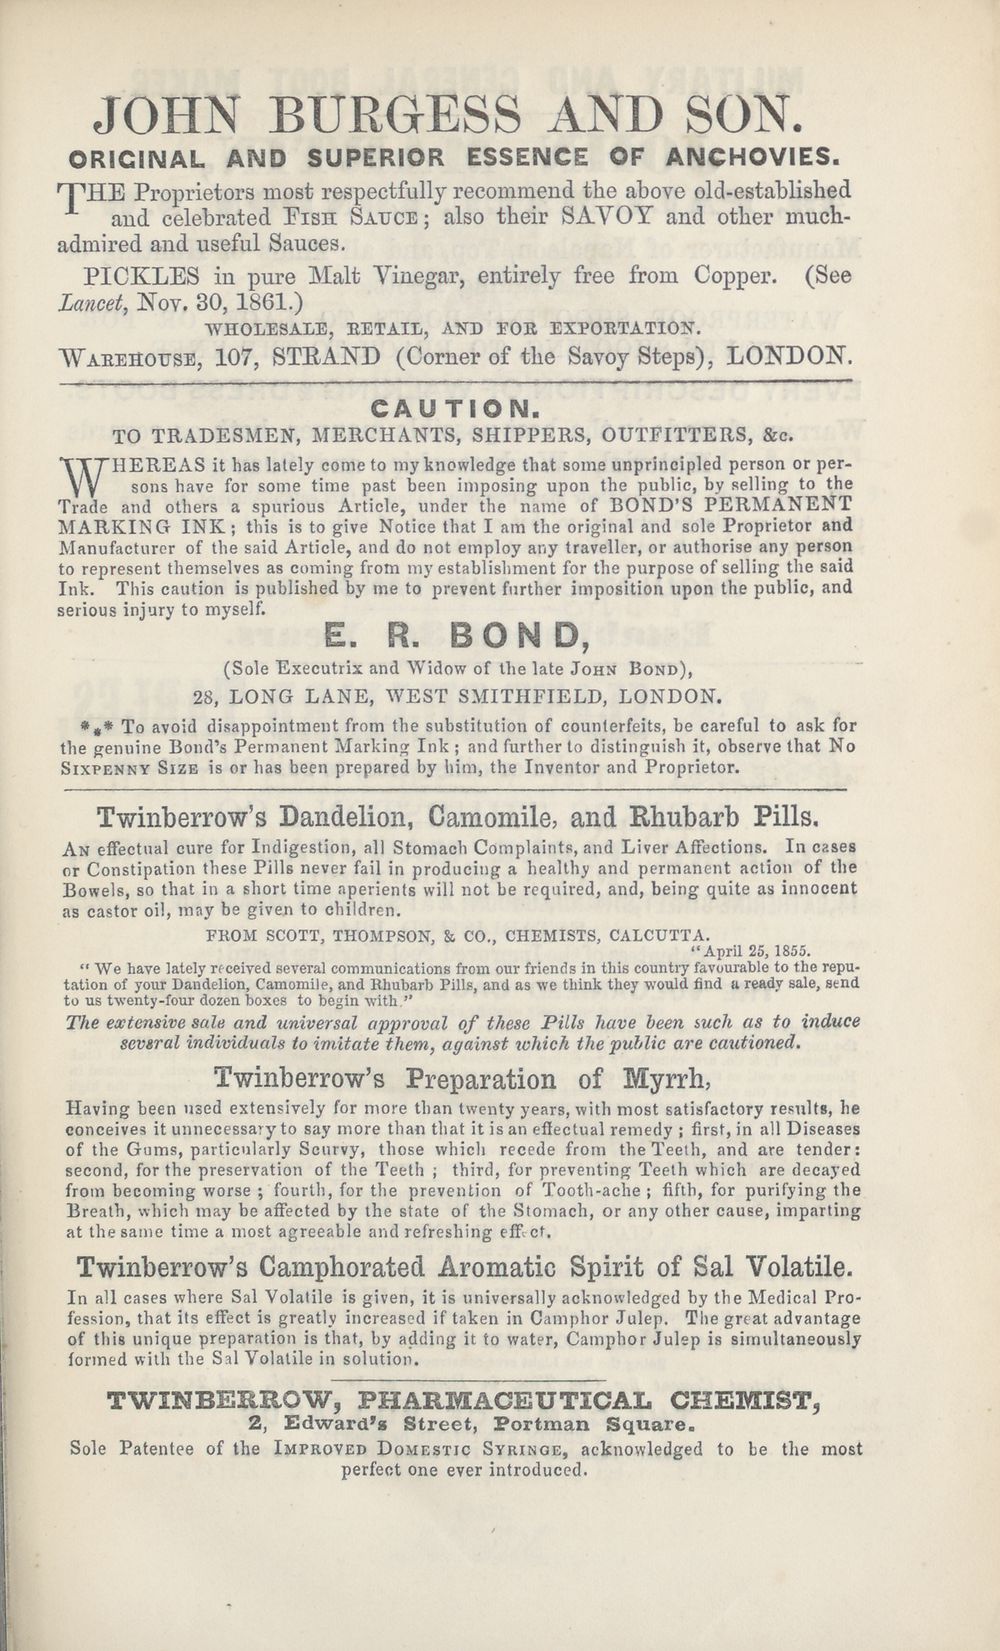 JOHN BURGESS AND SON.
ORIGINAL AND SUPERIOR ESSENCE OF ANCHOVIES.
THE Proprietors most respectfully recommend the above old-established
and celebrated FISH SAUCE; also their SAVOY and other much-
admired and useful Sauces.
PICKLES in pure Malt Vinegar, entirely free from Copper. (See
Lancet, Nov. 30, 1861.)
WHOLESALE, RETAIL, AND FOR EXPORTATION.
WAREHOUSE, 107, STRAND (Corner of the Savoy Steps), LONDON.
CAUTION.
TO TRADESMEN, MERCHANTS, SHIPPERS, OUTFITTERS, &c.
WHEREAS it has lately come to my knowledge that some unprincipled person or per-
sons have for some time past been imposing upon the public, by selling to the
Trade and others a spurious Article, under the name of BOND'S PERMANENT
MARKING INK; this is to give Notice that I am the original and sole Proprietor and
Manufacturer of the said Article, and do not employ any traveller, or authorise any person
to represent themselves as coming from my establishment for the purpose of selling the said
Ink. This caution is published by me to prevent further imposition upon the public, and
serious injury to myself.
E. R. BOND,
(Sole Executrix and Widow of the late JOHN BOND),
28, LONG LANE, WEST SMITHFIELD, LONDON.
*⁎* To avoid disappointment from the substitution of counterfeits, be careful to ask for
the genuine Bond's Permanent Marking Ink; and further to distinguish it, observe that No
SIXPENNY SIZE is or has been prepared by him, the Inventor and Proprietor.
Twinberrow's Dandelion, Camomile, and Rhubarb Pills.
AN effectual cure for Indigestion, all Stomach Complaints, and Liver Affections. In cases
or Constipation these Pills never fail in producing a healthy and permanent action of the
Bowels, so that in a short time aperients will not be required, and, being quite as innocent
as castor oil, may be given to children.
FROM SCOTT, THOMPSON, & CO., CHEMISTS, CALCUTTA.
"April 25, 1855.
"We have lately received several communications from our friends in this country favourable to the repu-
tation of your Dandelion, Camomile, and Rhubarb Pills, and as we think they would find a ready sale, send
to us twenty-four dozen boxes to begin with."
The extensive sale and universal approval of these Pills have been such as to induce
several individuals to imitate them, against which the public are cautioned.
Twinberrow's Preparation of Myrrh,
Having been used extensively for more than twenty years, with most satisfactory results, he
conceives it unnecessary to say more than that it is an effectual remedy; first, in all Diseases
of the Gums, particularly Scurvy, those which recede from the Teeth, and are tender:
second, for the preservation of the Teeth; third, for preventing Teeth which are decayed
from becoming worse; fourth, for the prevention of Tooth-ache; fifth, for purifying the
Breath, which may be affected by the state of the Stomach, or any other cause, imparting
at the same time a most agreeable and refreshing effect.
Twinberrow's Camphorated Aromatic Spirit of Sal Volatile.
In all cases where Sal Volatile is given, it is universally acknowledged by the Medical Pro-
fession, that its effect is greatly increased if taken in Camphor Julep. The great advantage
of this unique preparation is that, by adding it to water, Camphor Julep is simultaneously
formed with the Sal Volatile in solution.
TWINBERROW, PHARMACEUTICAL CHEMIST,
2, Edward's Street, Portman Square.
Sole Patentee of the IMPROVED DOMESTIC SYRINGE, acknowledged to be the most
perfect one ever introduced.